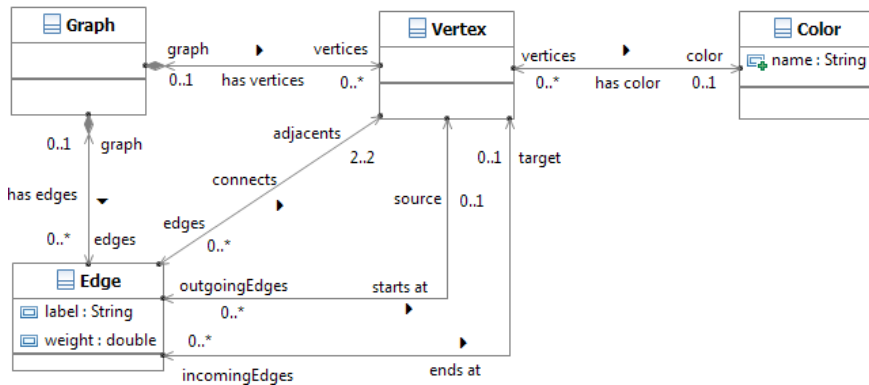 Graph
Vertex
Color
graph
vertices
vertices
color
name : String
0..1
has vertices
0..*
0..*
has color
0..1
adjacents
0..1
graph
2..2
0..1
target
connects
has edges
source
0..1
edges
0..*
edges
0..*
Edge
outgoingEdges
starts at
label : String
0..*
weight : double
0..*
ends at
incomingEdges